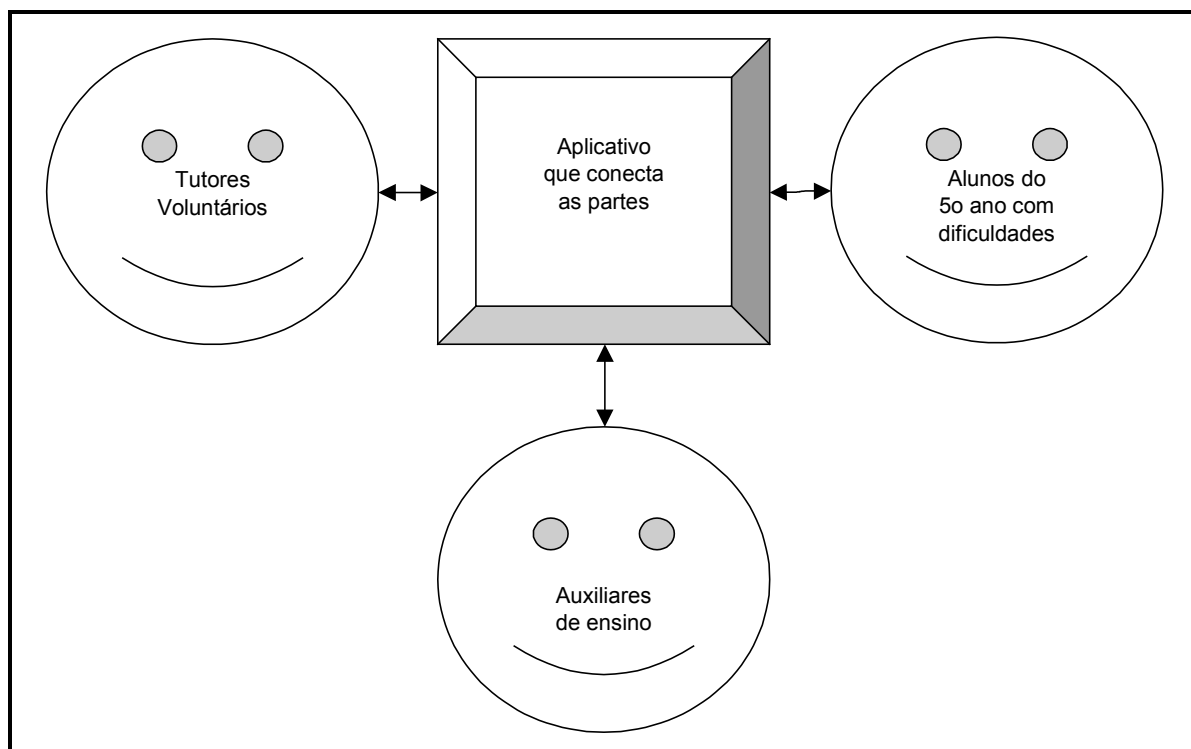 Tutores
Voluntários
Aplicativo
que conecta
as partes
Alunos do
5o ano com
dificuldades
Auxiliares
de ensino